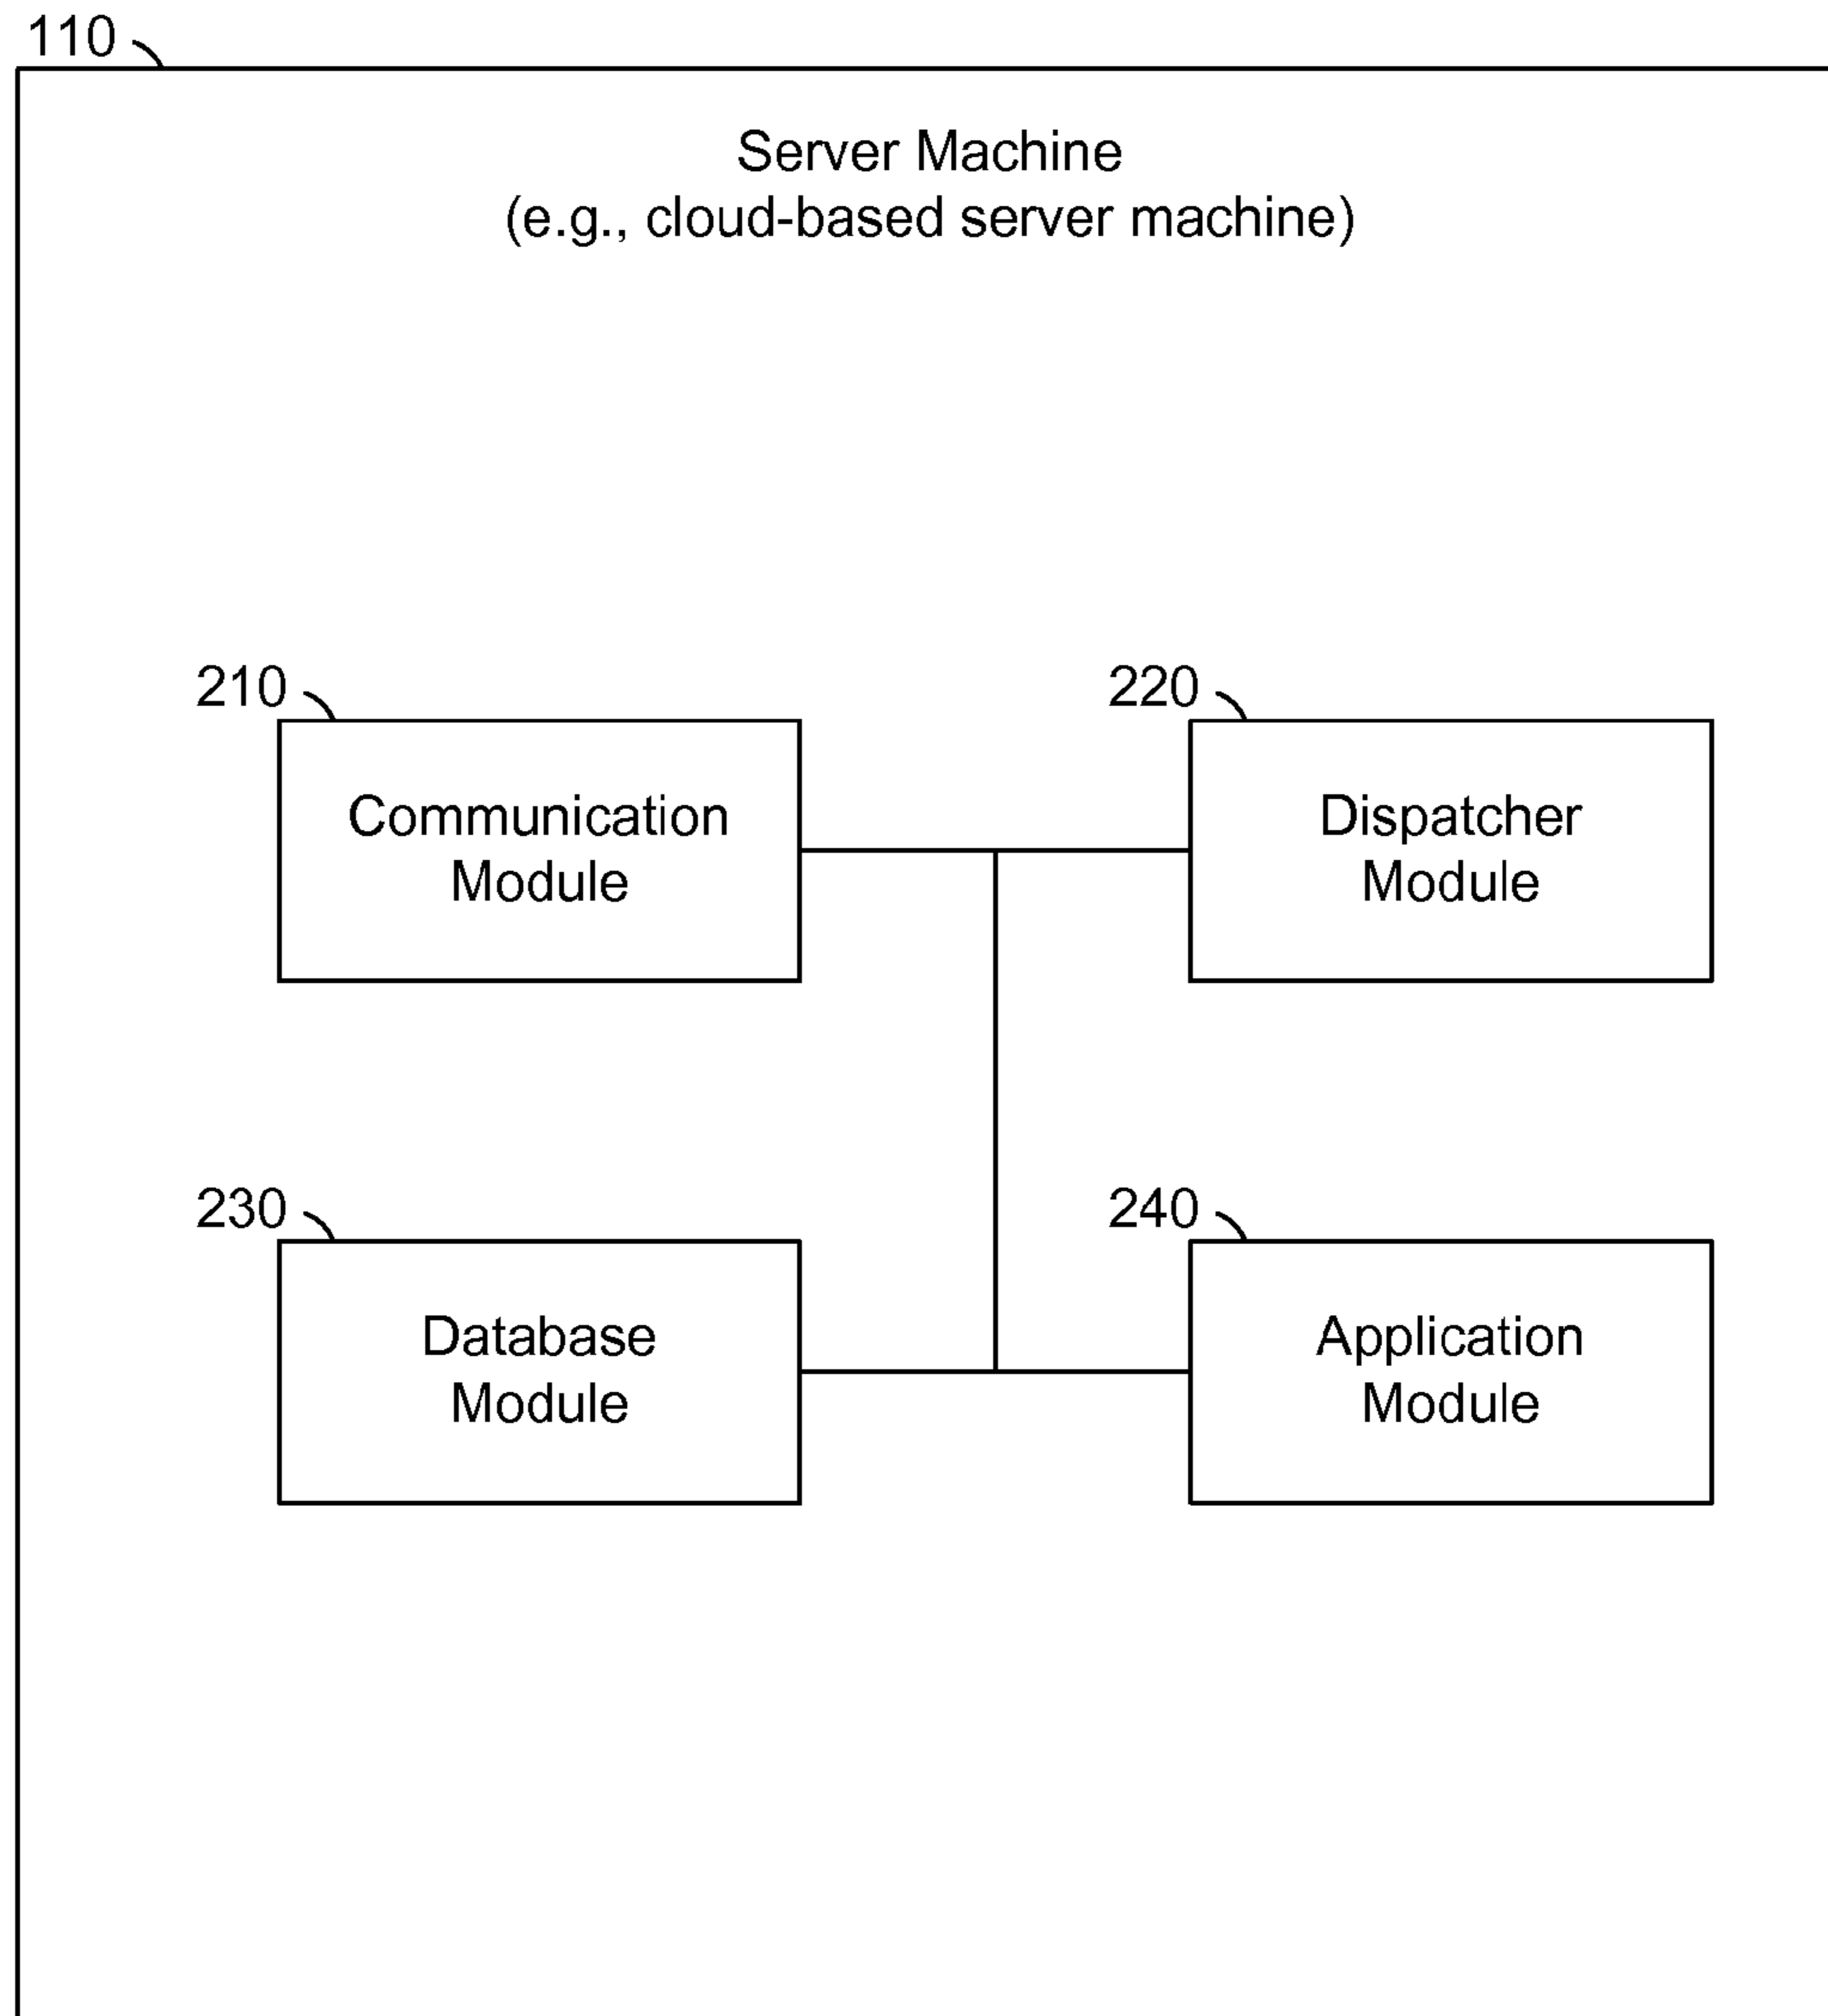 110
Server Machine
(e.g., cloud-based server machine)
210
220
Communication
Module
Dispatcher
Module
230
240
Database
Module
Application
Module